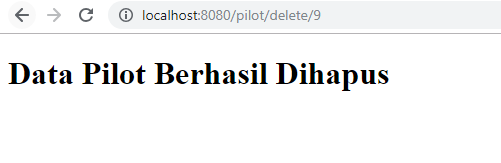 localhost:8080/pilot/delete/9
Data Pilot Berhasil Dihapus